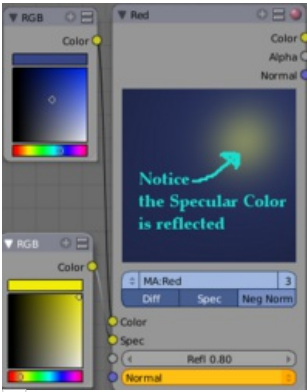 RGB
Color
Red
Color
Alpha
Normal
Notice
the Specular Color
is reflected
MA:Red 3
Diff Spec Neg Norm
RGB
Color
Color
Spec
Refl 0.80
Normal